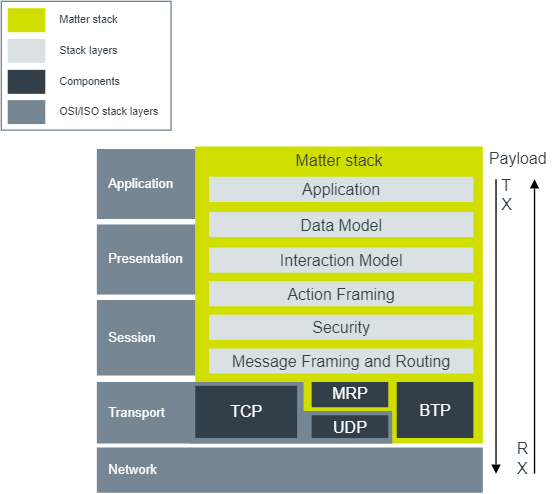 Matter stack
Stack layers
Components
OSI/ISO stack layers
Matter stack
Payload
Application
Application
T
X
Data Model
Presentation
Interaction Model
Action Framing
Session
Security
Message Framing and Routing
Transport
TCP
MRP
UDP
BTP
R
X
Network